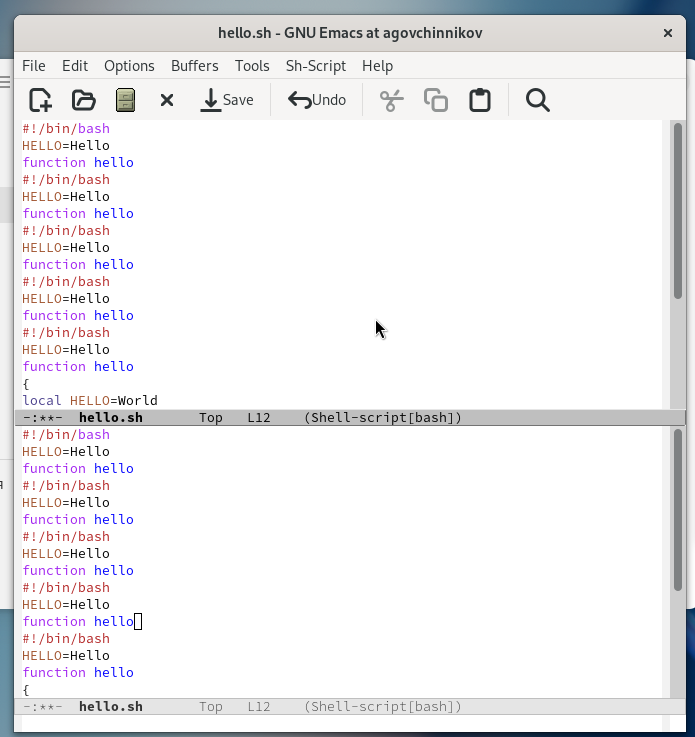 hello.sh - GNU Emacs at agovchinnikov
File Edit Options Buffers Tools Sh-Script Help
Save Undo
#!/bin/bash
HELLO=Hello
function hello
#!/bin/bash
HELLO=Hello
function hello
#!/bin/bash
HELLO=Hello
function hello
#!/bin/bash
HELLO=Hello
function hello
#!/bin/bash
HELLO=Hello
function hello
{
local HELLO=World
-:**- hello.sh Top L12 (Shell-script[bash])
#!/bin/bash
HELLO=Hello
function hello
#!/bin/bash
HELLO=Hello
function hello
#!/bin/bash
HELLO=Hello
function hello
#!/bin/bash
HELLO=Hello
function hello
#!/bin/bash
HELLO=Hello
function hello
{
-:**- hello.sh Top L12 (Shell-script[bash])